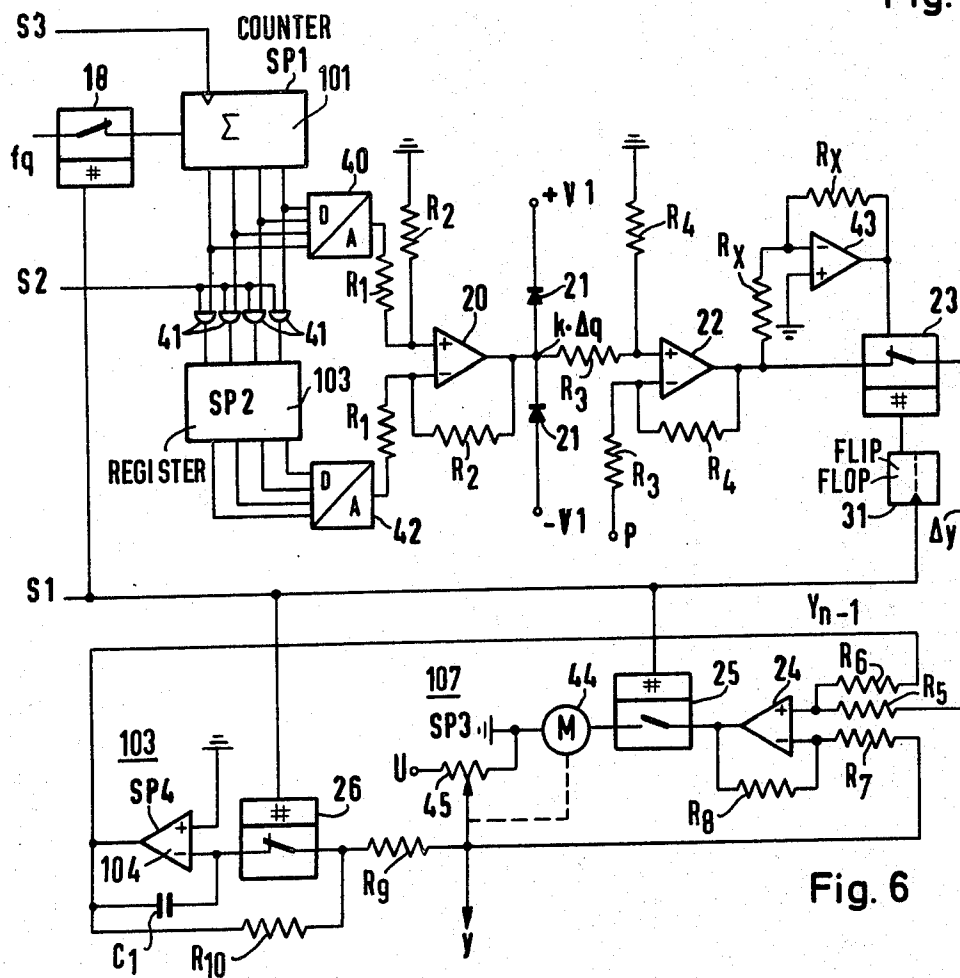 Fig.
S3
COUNTER
SP1
18
101
Σ
fq
#
40
D
A
R2
R1
+V1
R4
RX
43
RX
S2
41
41
20
21
k·Δq
22
23
+
−
+
−
−
+
SP2
103
R1
R3
#
REGISTER
R2
21
R3
R4
FLIP
FLOP
D
A
42
−V1
P
31
Δy
S1
Yn−1
107
44
#
25
24
R6
R5
SP3
M
+
−
103
26
U
45
R7
SP4
#
R8
+
−
104
R9
Fig. 6
C1
R10
y